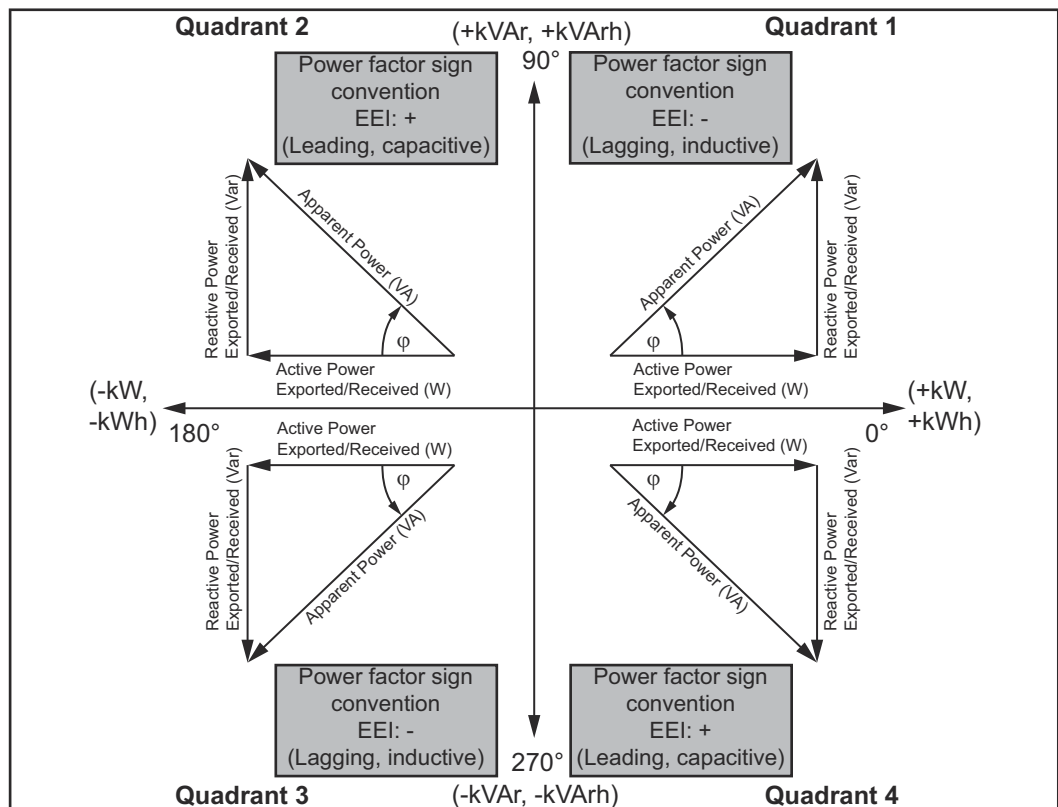 Quadrant 2
(+kVAr, +kVArh)
Quadrant 1
90°
Power factor sign
convention
EEI: +
(Leading, capacitive)
Power factor sign
convention
EEI: -
(Lagging, inductive)
Reactive Power
Exported/Received (Var)
Apparent Power (VA)
φ
Active Power
Exported/Received (W)
Apparent Power (VA)
φ
Active Power
Exported/Received (W)
Reactive Power
Exported/Received (Var)
(-kW,
-kWh)
180°
(+kW,
+kWh)
0°
Active Power
Exported/Received (W)
φ
Reactive Power
Exported/Received (Var)
Apparent Power (VA)
Active Power
Exported/Received (W)
φ
Apparent Power (VA)
Reactive Power
Exported/Received (Var)
Power factor sign
convention
EEI: -
(Lagging, inductive)
Power factor sign
convention
EEI: +
(Leading, capacitive)
270°
Quadrant 3
(-kVAr, -kVArh)
Quadrant 4